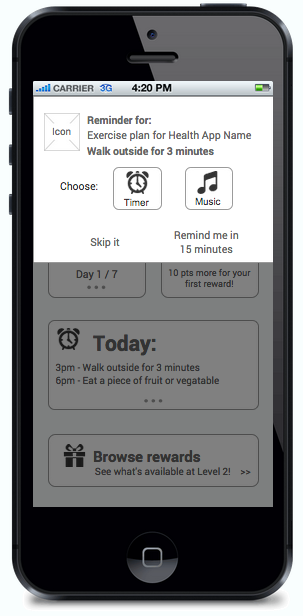 CARRIER 3G 4:20 PM
Icon
Reminder for:
Exercise plan for Health App Name
Walk outside for 3 minutes
Choose:
Timer
Music
Skip it
Remind me in
15 minutes
Day 1 / 7
10 pts more for your
first reward!
Today:
3pm - Walk outside for 3 minutes
6pm - Eat a piece of fruit or vegatable
Browse rewards
See what's available at Level 2! >>